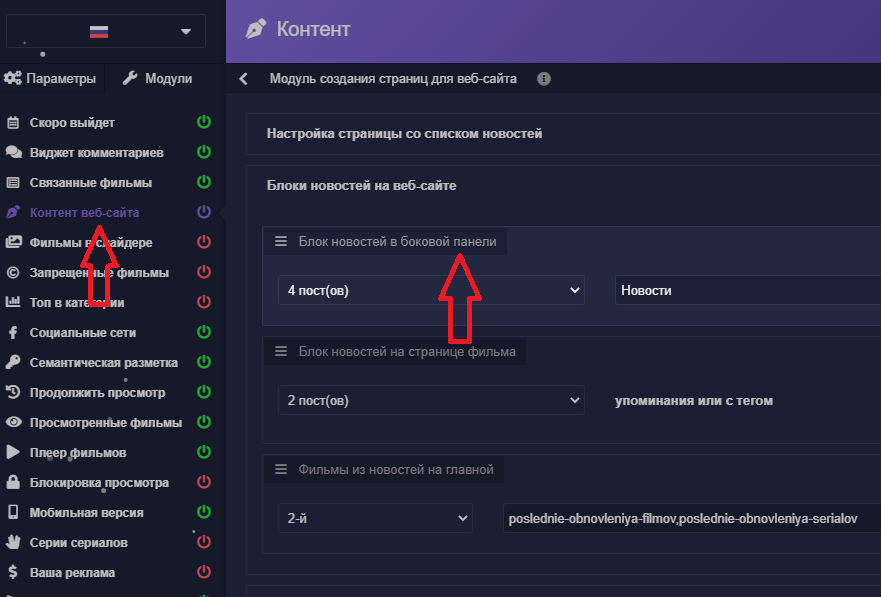 Контент
Параметры
Модули
Модуль создания страниц для веб-сайта
Скоро выйдет
Виджет комментариев
Связанные фильмы
Контент веб-сайта
Фильмы в слайдере
Запрещенные фильмы
Топ в категории
Социальные сети
Семантическая разметка
Продолжить просмотр
Просмотренные фильмы
Плеер фильмов
Блокировка просмотра
Мобильная версия
Серии сериалов
Ваша реклама
Настройка страницы со списком новостей
Блоки новостей на веб-сайте
Блок новостей в боковой панели
4 пост(ов)
Новости
Блок новостей на странице фильма
2 пост(ов)
упоминания или с тегом
Фильмы из новостей на главной
2-й
poslednie-obnovleniya-filmov,poslednie-obnovleniya-serialov